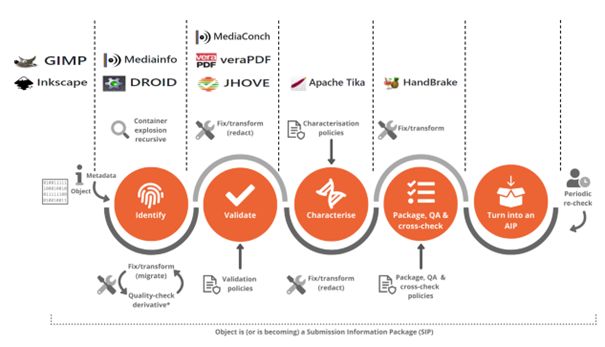 MediaConch
GIMP
Mediainfo
vera
PDF
veraPDF
Inkscape
DROID
JHOVE
Apache Tika
HandBrake
Container
explosion
recursive
Fix/transform
(redact)
Characterisation
policies
Fix/transform
Metadata
Object
Periodic
re-check
Identify
Validate
Characterise
Package, QA &
cross-check
Turn into an
AIP
Fix/transform
(migrate)
Quality-check
derivative*
Validation
policies
Fix/transform
(redact)
Package, QA &
cross-check
policies
Object is (or is becoming) a Submission Information Package (SIP)